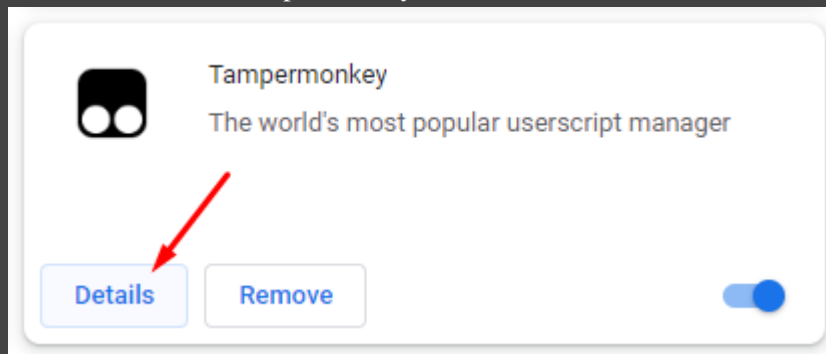 Tampermonkey
The world's most popular userscript manager
Details
Remove